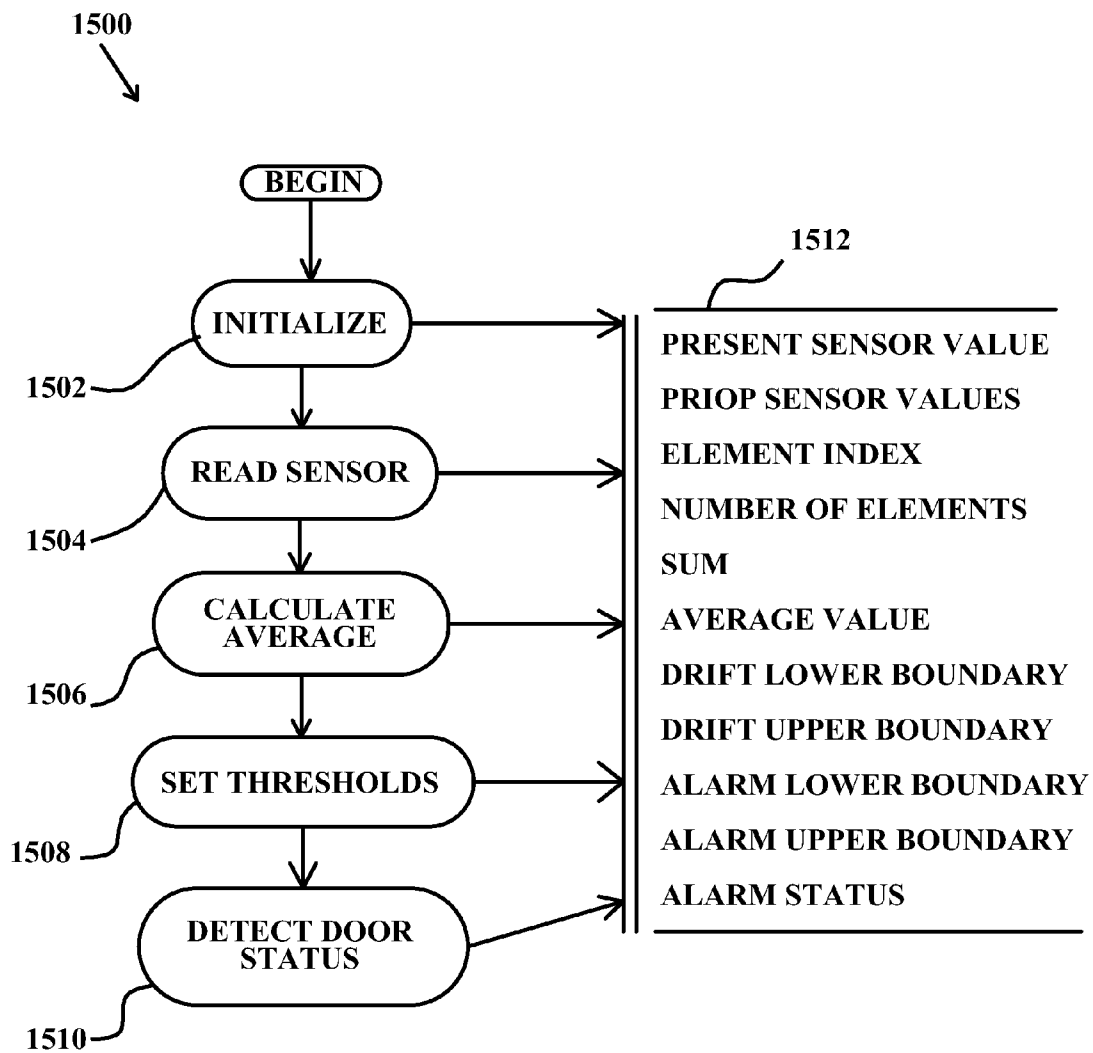 1500
BEGIN
1512
INITIALIZE
1502
READ SENSOR
1504
CALCULATE
AVERAGE
1506
SET THRESHOLDS
1508
DETECT DOOR
STATUS
1510
PRESENT SENSOR VALUE
PRIOP SENSOR VALUES
ELEMENT INDEX
NUMBER OF ELEMENTS
SUM
AVERAGE VALUE
DRIFT LOWER BOUNDARY
DRIFT UPPER BOUNDARY
ALARM LOWER BOUNDARY
ALARM UPPER BOUNDARY
ALARM STATUS